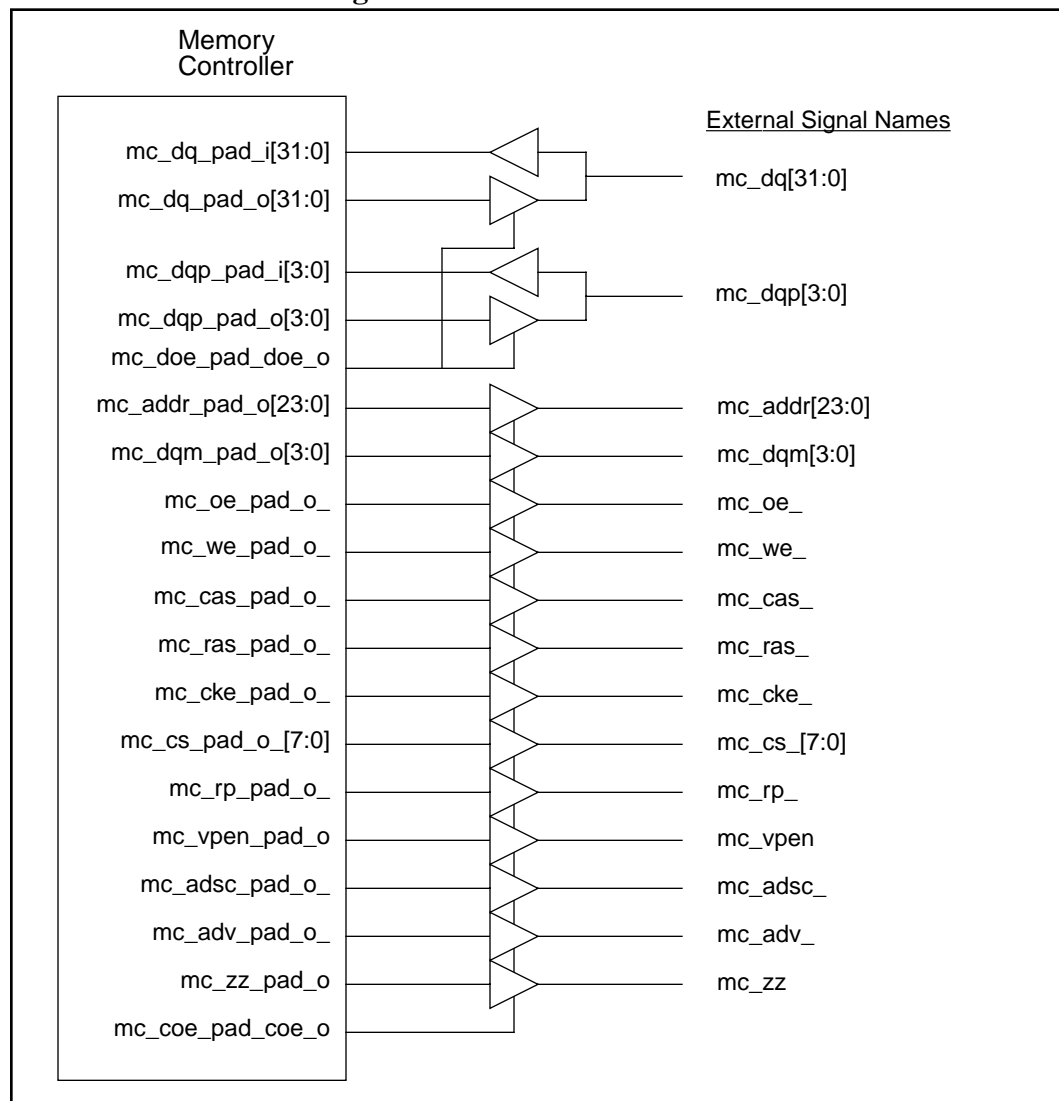 Memory
Controller
External Signal Names
mc_dq_pad_i[31:0]
mc_dq[31:0]
mc_dq_pad_o[31:0]
mc_dqp_pad_i[3:0]
mc_dqp[3:0]
mc_dqp_pad_o[3:0]
mc_doe_pad_doe_o
mc_addr_pad_o[23:0] mc_addr[23:0]
mc_dqm_pad_o[3:0] mc_dqm[3:0]
mc_oe_pad_o_ mc_oe_
mc_we_pad_o_ mc_we_
mc_cas_pad_o_ mc_cas_
mc_ras_pad_o_ mc_ras_
mc_cke_pad_o_ mc_cke_
mc_cs_pad_o_[7:0] mc_cs_[7:0]
mc_rp_pad_o_ mc_rp_
mc_vpen_pad_o mc_vpen
mc_adsc_pad_o_ mc_adsc_
mc_adv_pad_o_ mc_adv_
mc_zz_pad_o mc_zz
mc_coe_pad_coe_o